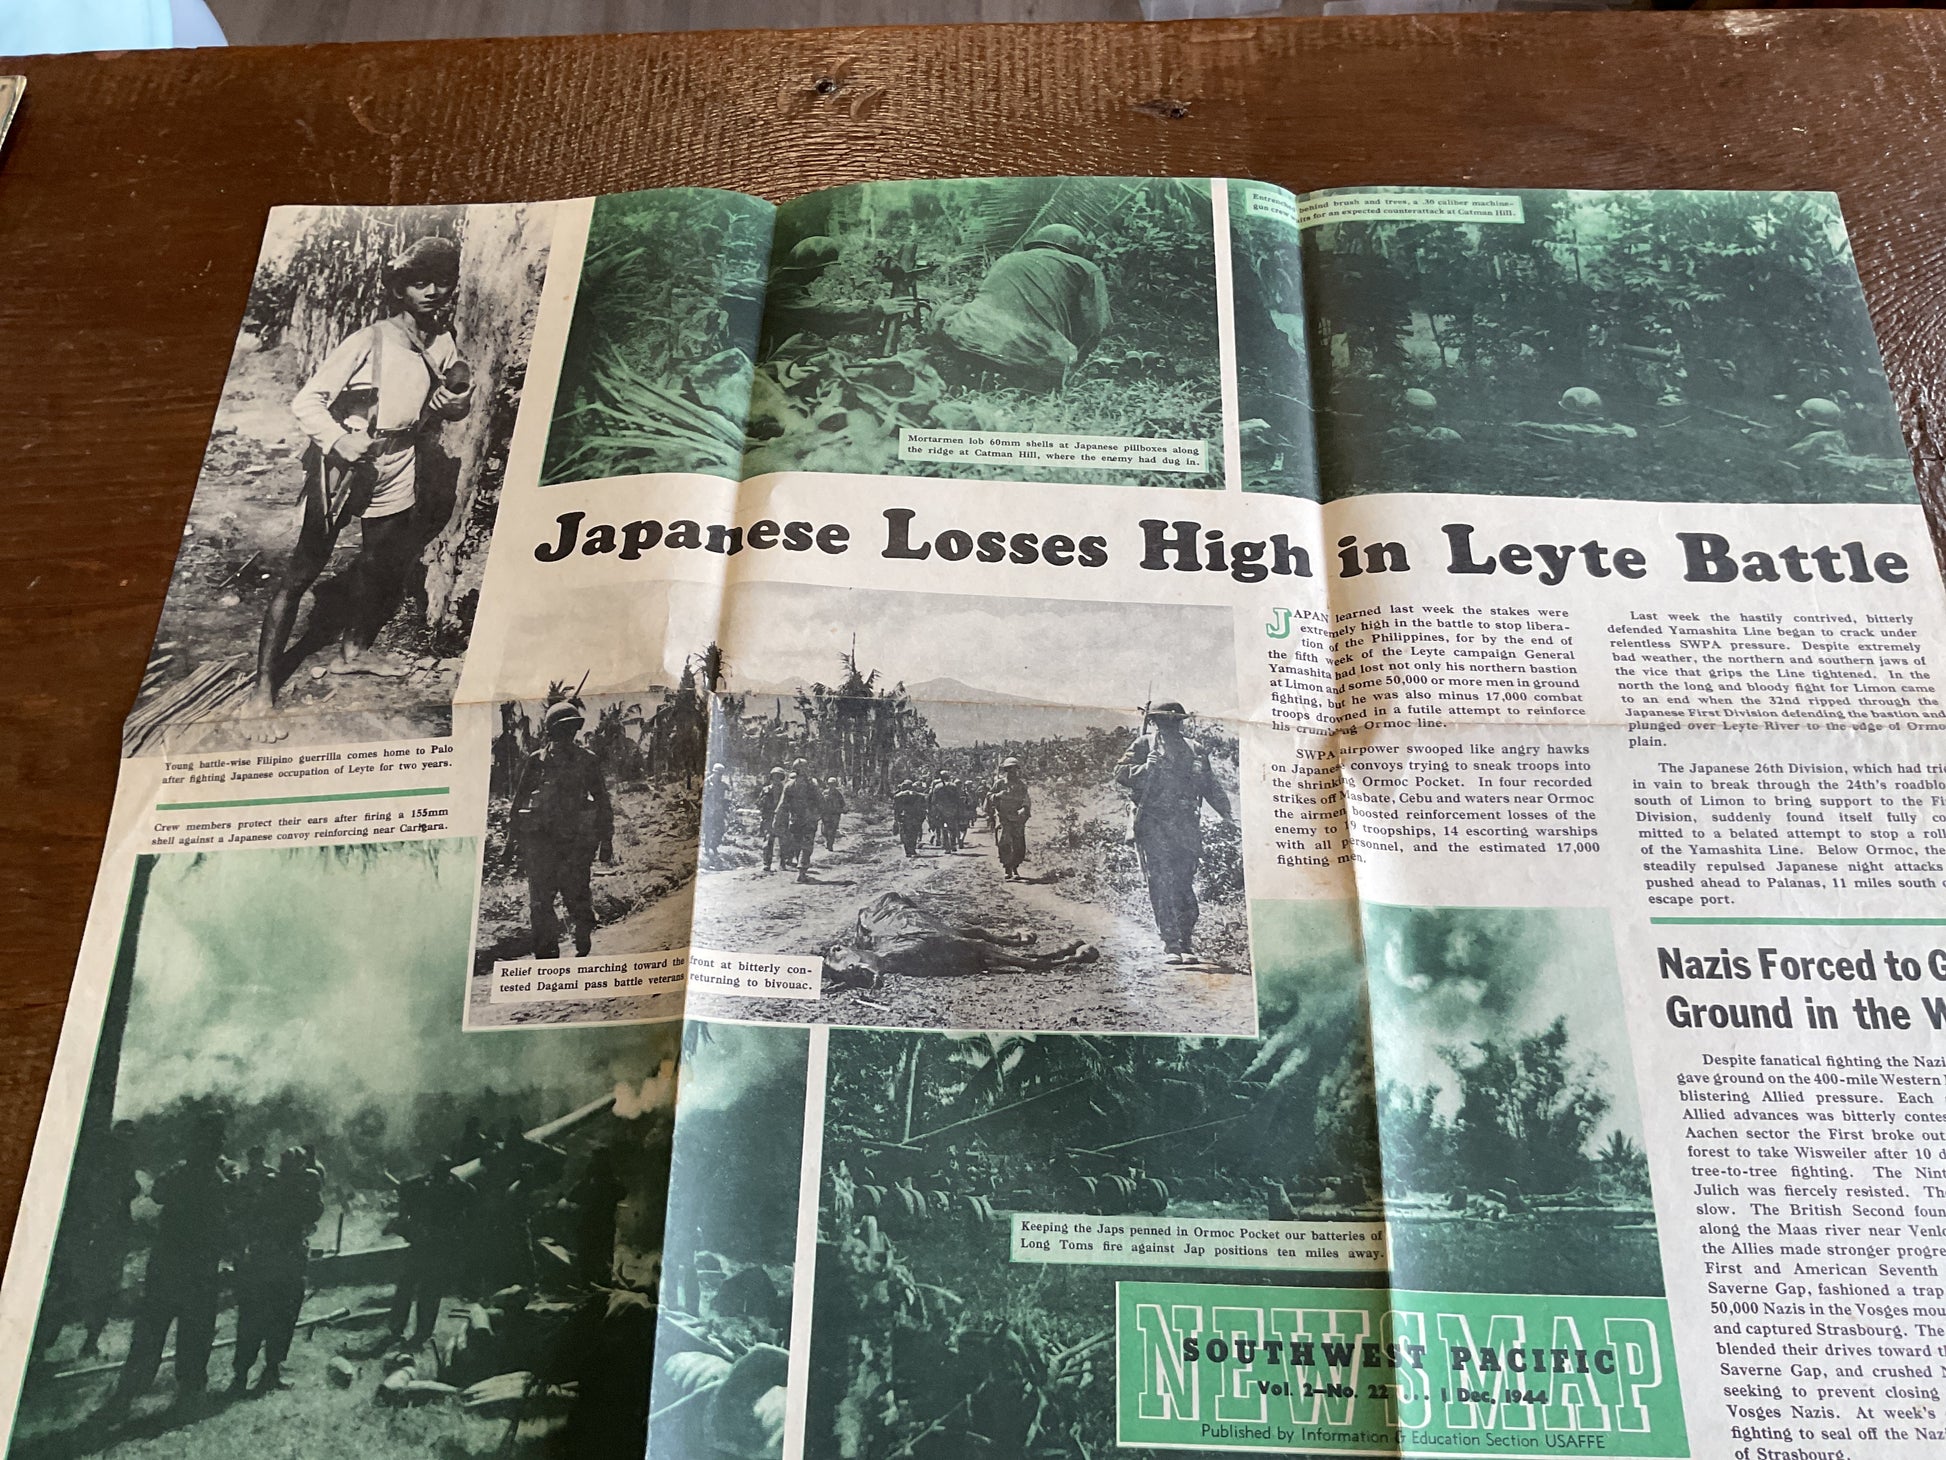 Entrenched behind brush and trees, a .30 caliber machine-
gun crew waits for an expected counterattack at Catman Hill.
Mortarmen lob 60mm shells at Japanese pillboxes along
the ridge at Catman Hill, where the enemy had dug in.
Japanese Losses High in Leyte Battle
Young battle-wise Filipino guerrilla comes home to Palo
after fighting Japanese occupation of Leyte for two years.
Crew members protect their ears after firing a 155mm
shell against a Japanese convoy reinforcing near Carigara.
Relief troops marching toward the front at bitterly con-
tested Dagami pass battle veterans returning to bivouac.
JAPAN learned last week the stakes were
extremely high in the battle to stop libera-
tion of the Philippines, for by the end of
the fifth week of the Leyte campaign General
Yamashita had lost not only his northern bastion
at Limon and some 50,000 or more men in ground
fighting, but he was also minus 17,000 combat
troops drowned in a futile attempt to reinforce
his crumbling Ormoc line.
SWPA airpower swooped like angry hawks
on Japanese convoys trying to sneak troops into
the shrinking Ormoc Pocket. In four recorded
strikes off Masbate, Cebu and waters near Ormoc
the airmen boosted reinforcement losses of the
enemy to 19 troopships, 14 escorting warships
with all personnel, and the estimated 17,000
fighting men.
Last week the hastily contrived, bitterly
defended Yamashita Line began to crack under
relentless SWPA pressure. Despite extremely
bad weather, the northern and southern jaws of
the vice that grips the Line tightened. In the
north the long and bloody fight for Limon came
to an end when the 32nd ripped through the
Japanese First Division defending the bastion and
plunged over Leyte River to the edge of Ormo
plain.
The Japanese 26th Division, which had tri
in vain to break through the 24th's roadblo
south of Limon to bring support to the Fi
Division, suddenly found itself fully co
mitted to a belated attempt to stop a roll
of the Yamashita Line. Below Ormoc, the
steadily repulsed Japanese night attacks
pushed ahead to Palanas, 11 miles south
escape port.
Nazis Forced to G
Ground in the W
Despite fanatical fighting the Nazi
gave ground on the 400-mile Western
blistering Allied pressure. Each
Allied advances was bitterly contes
Aachen sector the First broke out
forest to take Wisweiler after 10 d
tree-to-tree fighting. The Nint
Julich was fiercely resisted. Th
slow. The British Second foun
along the Maas river near Venlo
the Allies made stronger progre
First and American Seventh
Saverne Gap, fashioned a trap
50,000 Nazis in the Vosges mou
and captured Strasbourg. The
blended their drives toward th
Saverne Gap, and crushed
seeking to prevent closing
Vosges Nazis. At week's
fighting to seal off the Naz
of Strasbourg.
Keeping the Japs penned in Ormoc Pocket our batteries of
Long Toms fire against Jap positions ten miles away.
NEWSMAP
SOUTHWEST PACIFIC
Vol. 2—No. 22 ... 1 Dec. 1944
Published by Information & Education Section USAFFE